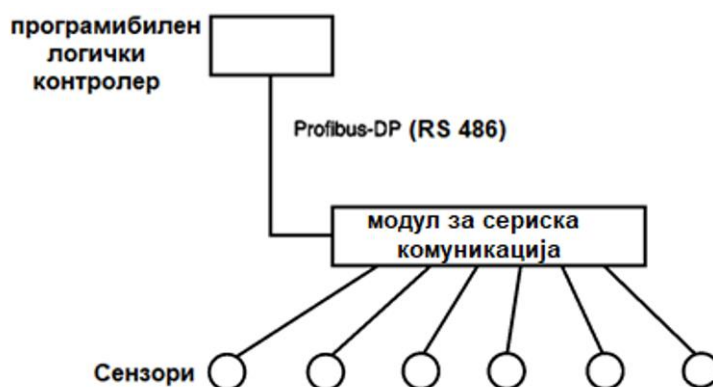 програмибилен
логички
контролер
Profibus-DP (RS 486)
модул за сериска
комуникација
Сензори